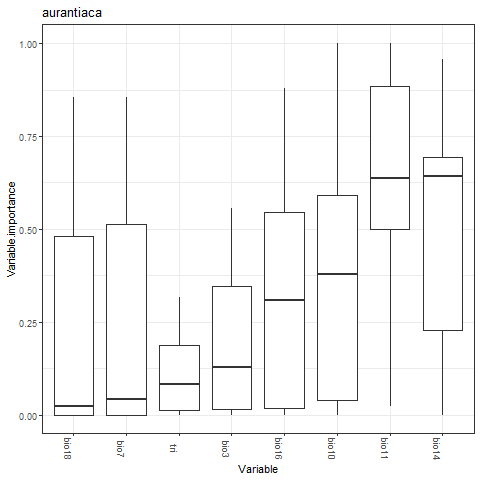 aurantiaca
Variable.importance
1.00
0.75
0.50
0.25
0.00
bio18
bio7
tri
bio3
bio16
bio10
bio11
bio14
Variable